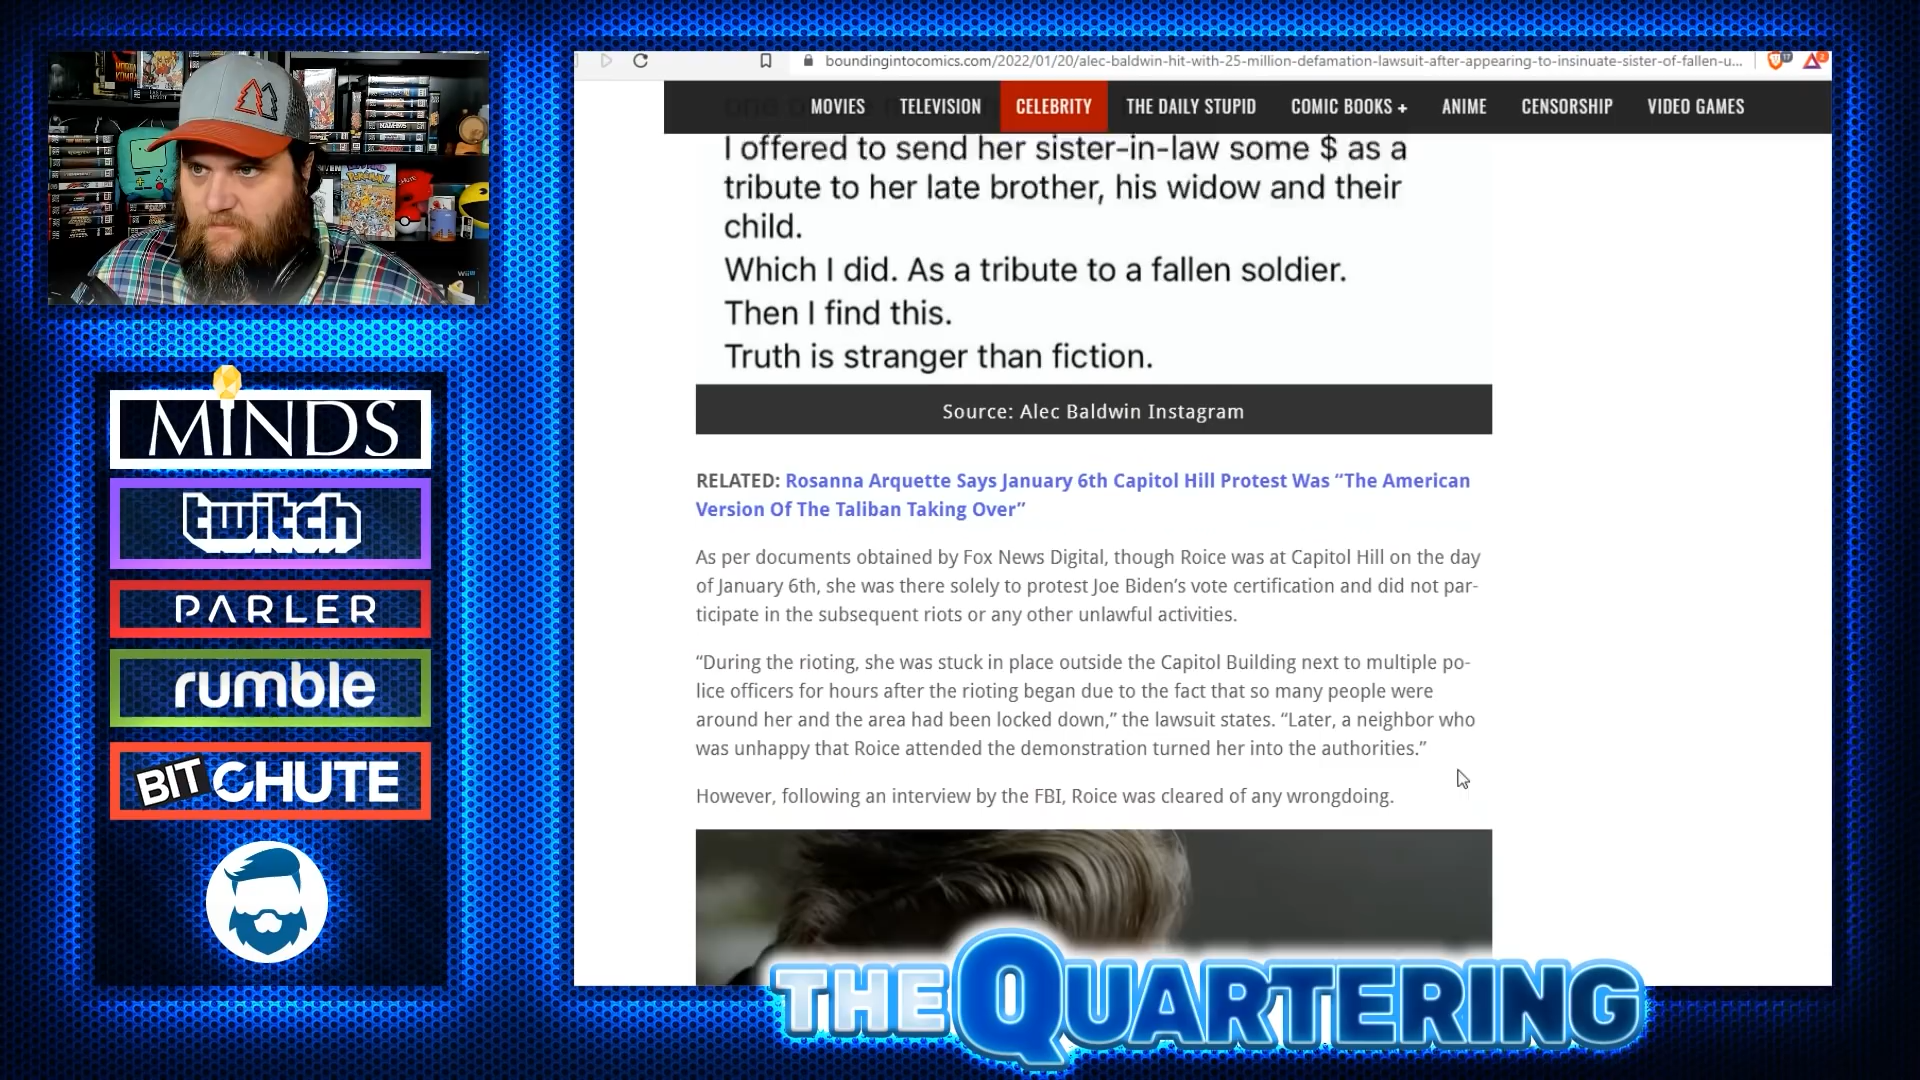 boundingintocomics.com/2022/01/20/alec-baldwin-hit-with-25-million-defamation-lawsuit-after-appearing-to-insinuate-sister-of-fallen-u...
MOVIES TELEVISION CELEBRITY THE DAILY STUPID COMIC BOOKS + ANIME CENSORSHIP VIDEO GAMES
I offered to send her sister-in-law some $ as a
tribute to her late brother, his widow and their
child.
Which I did. As a tribute to a fallen soldier.
Then I find this.
Truth is stranger than fiction.
Source: Alec Baldwin Instagram
RELATED: Rosanna Arquette Says January 6th Capitol Hill Protest Was “The American
Version Of The Taliban Taking Over”
As per documents obtained by Fox News Digital, though Roice was at Capitol Hill on the day
of January 6th, she was there solely to protest Joe Biden’s vote certification and did not par-
ticipate in the subsequent riots or any other unlawful activities.
“During the rioting, she was stuck in place outside the Capitol Building next to multiple po-
lice officers for hours after the rioting began due to the fact that so many people were
around her and the area had been locked down,” the lawsuit states. “Later, a neighbor who
was unhappy that Roice attended the demonstration turned her into the authorities.”
However, following an interview by the FBI, Roice was cleared of any wrongdoing.
MINDS
twitch
PARLER
rumble
BITCHUTE
THE QUARTERING